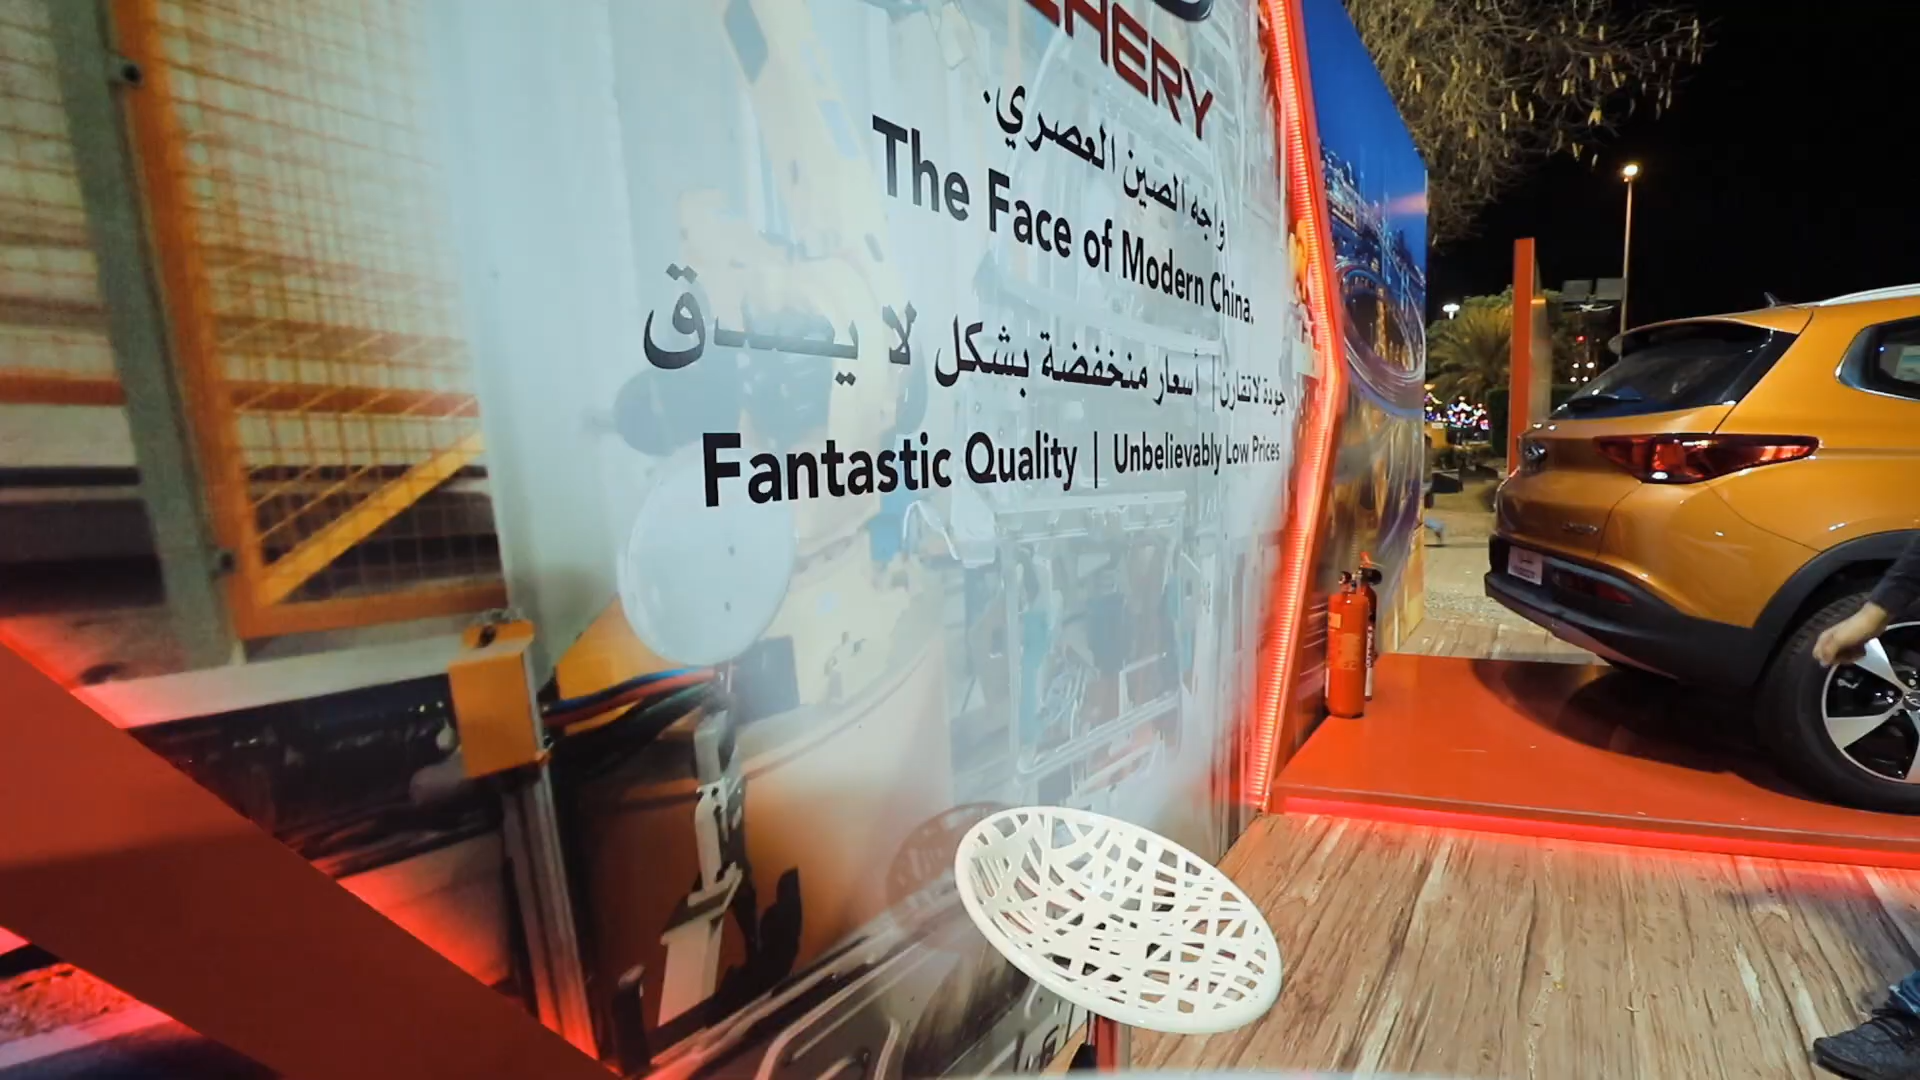 CHERY
واجه الصين العصري.
The Face of Modern China.
جودة لاتقارن | أسعار منخفضة بشكل لا يصدق
Fantastic Quality | Unbelievably Low Prices